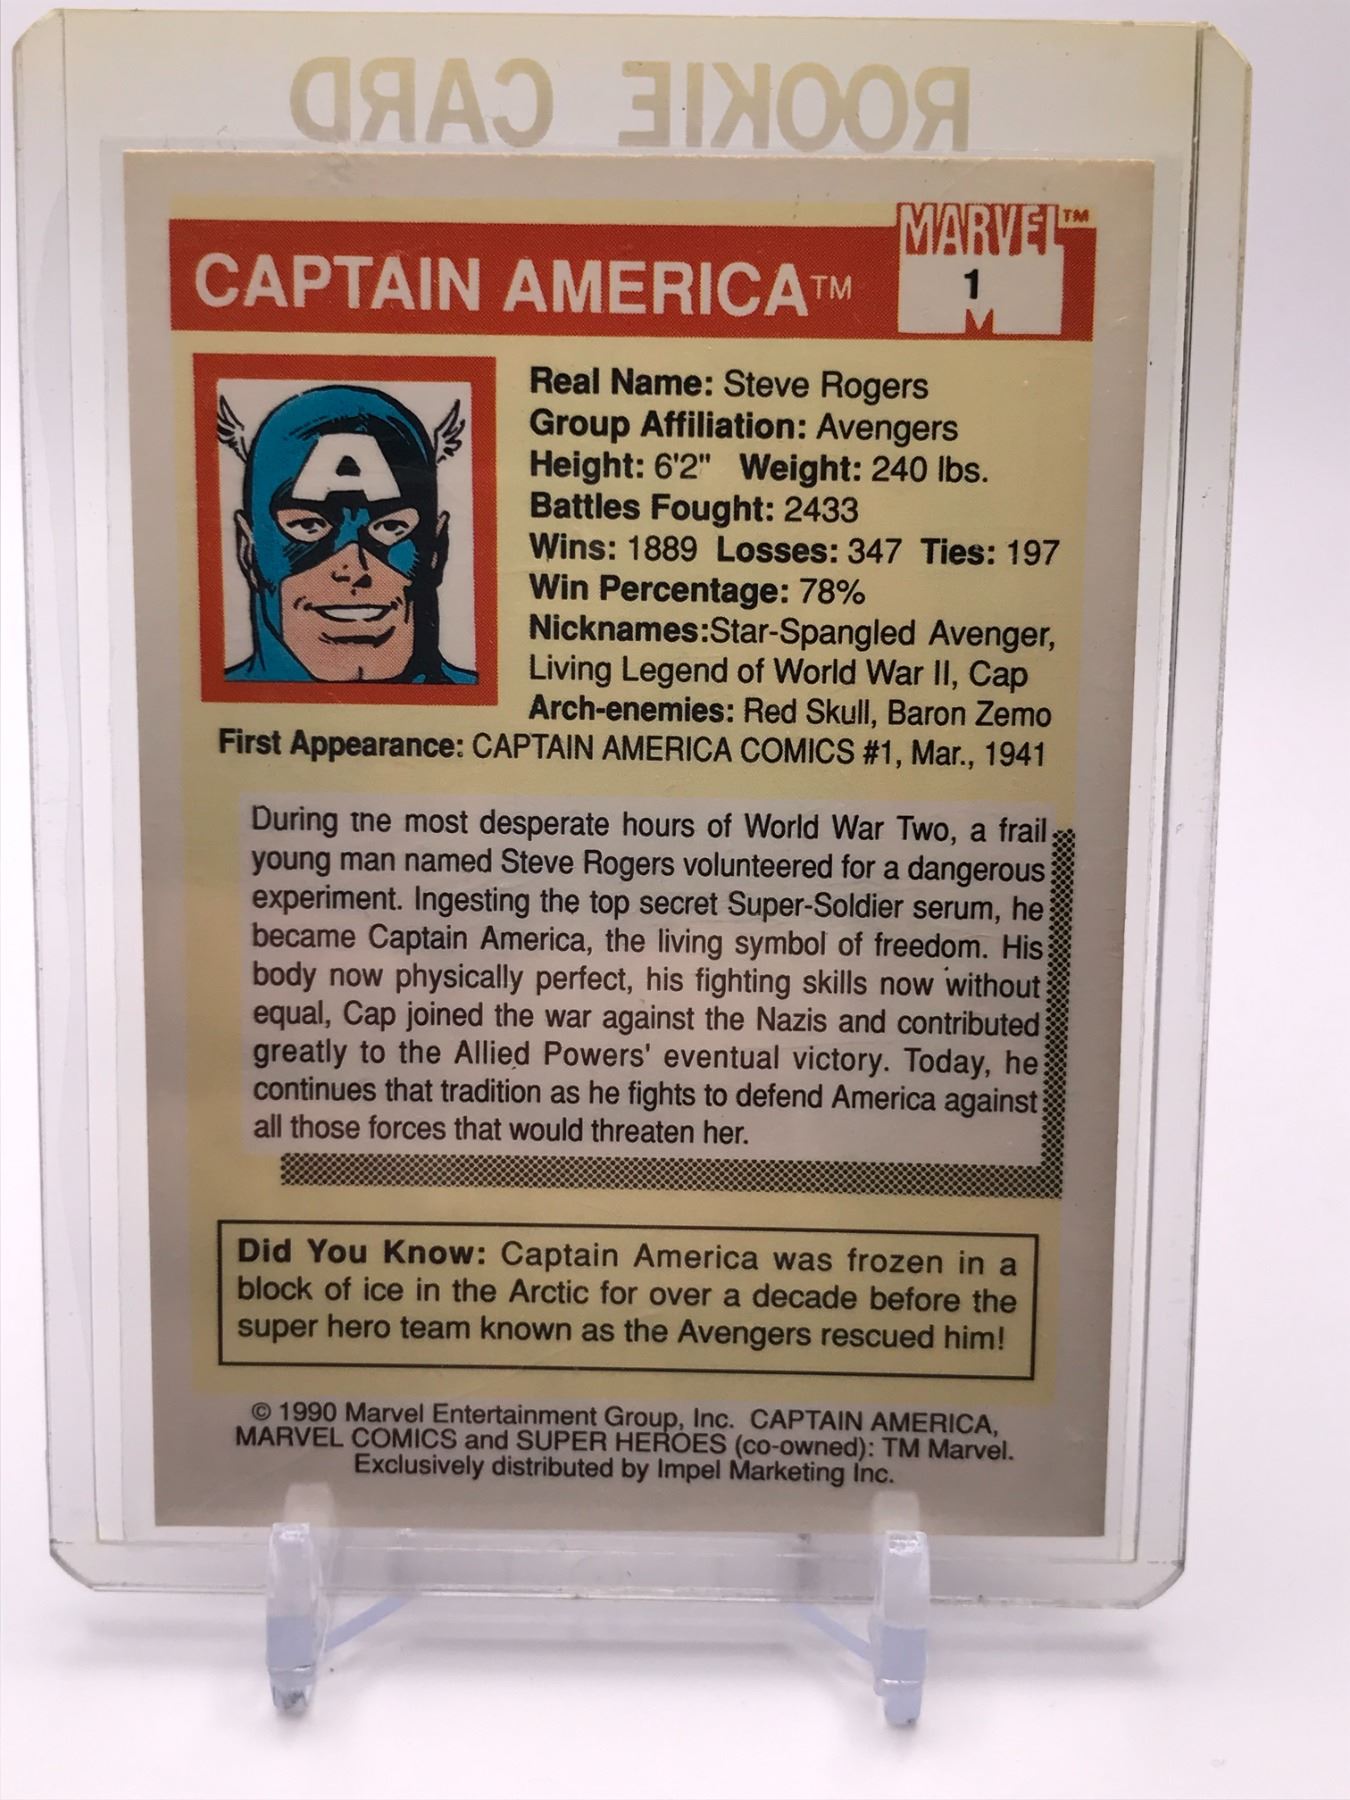 ROOKIE CARD
MARVEL™
CAPTAIN AMERICA™
1
Real Name: Steve Rogers
Group Affiliation: Avengers
Height: 6'2" Weight: 240 lbs.
Battles Fought: 2433
Wins: 1889 Losses: 347 Ties: 197
Win Percentage: 78%
Nicknames:Star-Spangled Avenger,
Living Legend of World War II, Cap
Arch-enemies: Red Skull, Baron Zemo
First Appearance: CAPTAIN AMERICA COMICS #1, Mar., 1941
During the most desperate hours of World War Two, a frail
young man named Steve Rogers volunteered for a dangerous
experiment. Ingesting the top secret Super-Soldier serum, he
became Captain America, the living symbol of freedom. His
body now physically perfect, his fighting skills now without
equal, Cap joined the war against the Nazis and contributed
greatly to the Allied Powers' eventual victory. Today, he
continues that tradition as he fights to defend America against
all those forces that would threaten her.
Did You Know: Captain America was frozen in a
block of ice in the Arctic for over a decade before the
super hero team known as the Avengers rescued him!
© 1990 Marvel Entertainment Group, Inc. CAPTAIN AMERICA,
MARVEL COMICS and SUPER HEROES (co-owned): TM Marvel.
Exclusively distributed by Impel Marketing Inc.